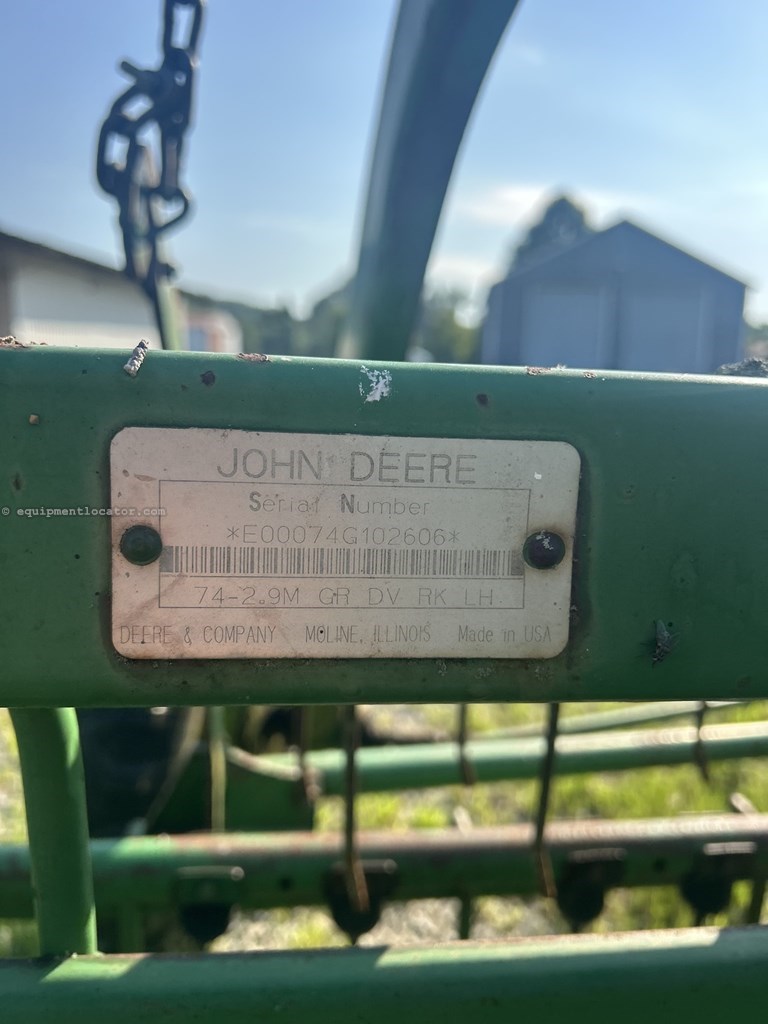 JOHN DEERE
Serial Number
*E00074G102606*
74-2.9M GR DV RK LH
DEERE & COMPANY MOLINE, ILLINOIS Made in USA
© equipmentlocator.com